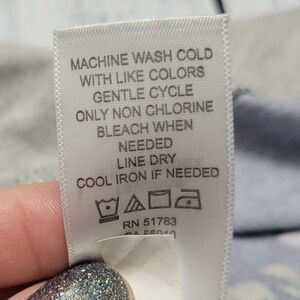 MACHINE WASH COLD
WITH LIKE COLORS
GENTLE CYCLE
ONLY NON CHLORINE
BLEACH WHEN
NEEDED
LINE DRY
COOL IRON IF NEEDED
RN 51783